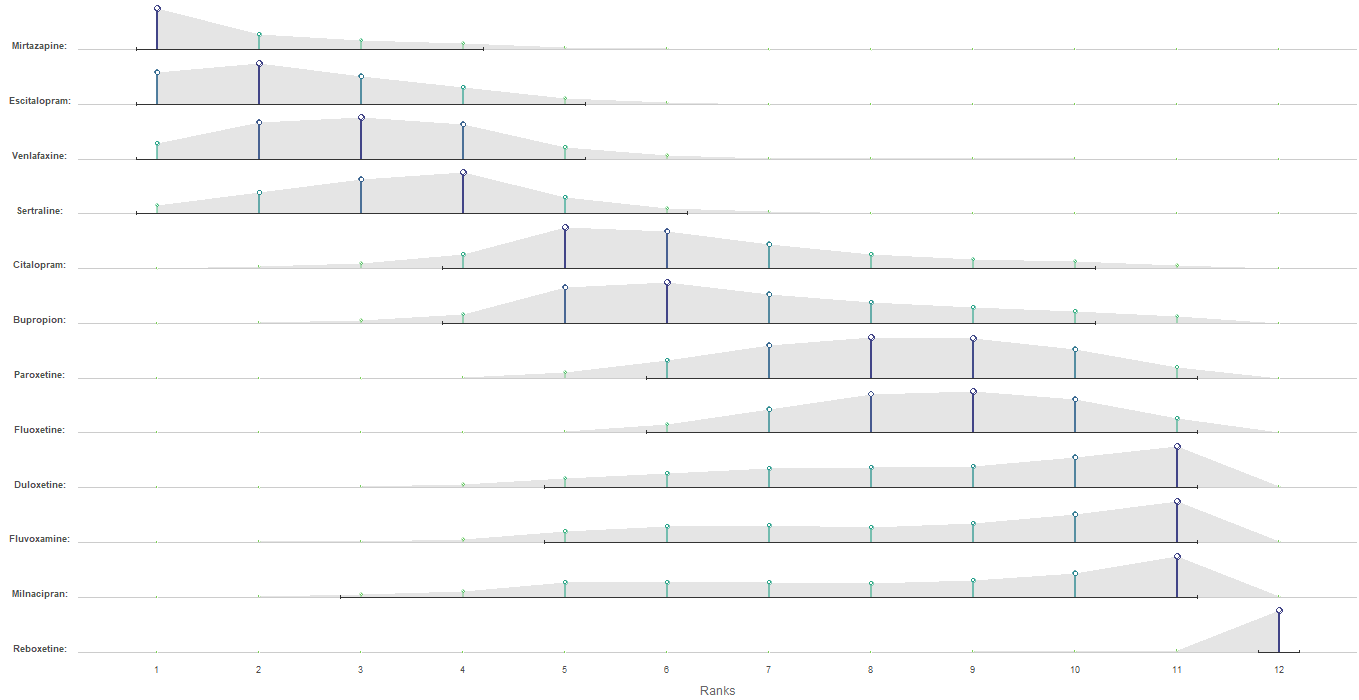 Mirtazapine:
Escitalopram:
Venlafaxine:
Sertraline:
Citalopram:
Bupropion:
Paroxetine:
Fluoxetine:
Duloxetine:
Fluvoxamine:
Milnacipran:
Reboxetine:
1 2 3 4 5 6 7 8 9 10 11 12
Ranks